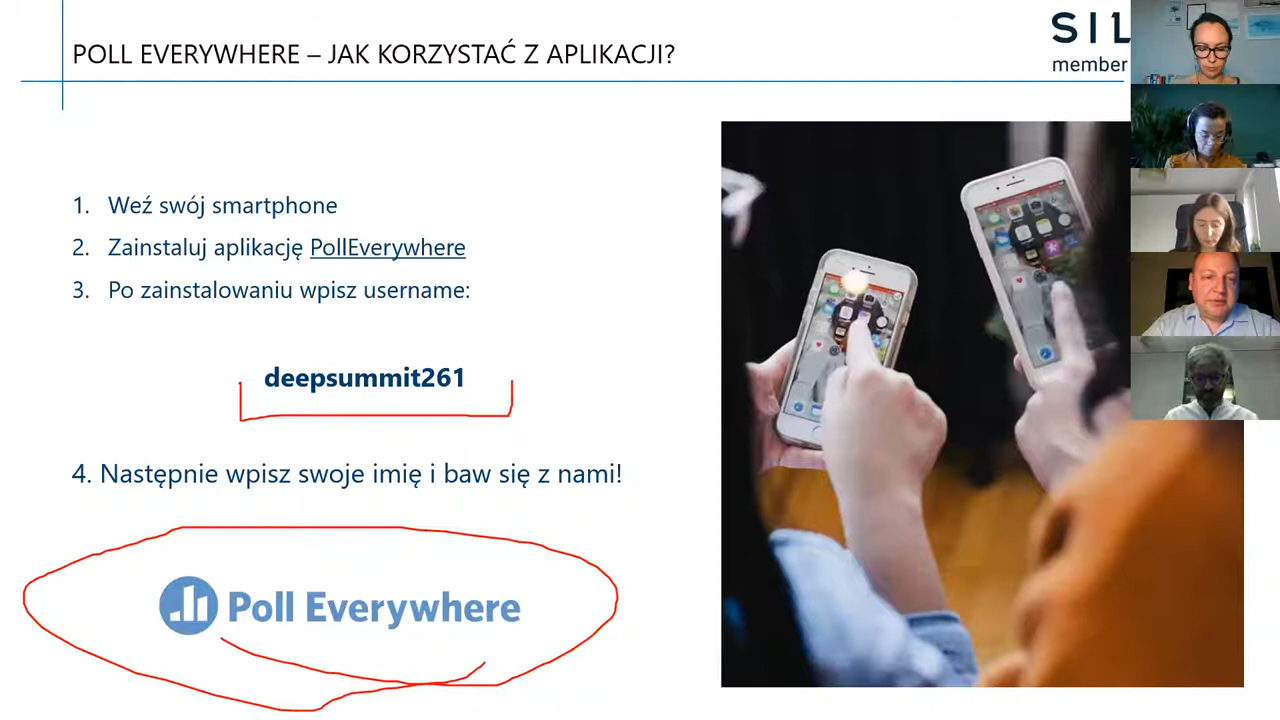 POLL EVERYWHERE – JAK KORZYSTAĆ Z APLIKACJI?
member
1. Weź swój smartphone
2. Zainstaluj aplikację PollEverywhere
3. Po zainstalowaniu wpisz username:
deepsummit261
4. Następnie wpisz swoje imię i baw się z nami!
Poll Everywhere